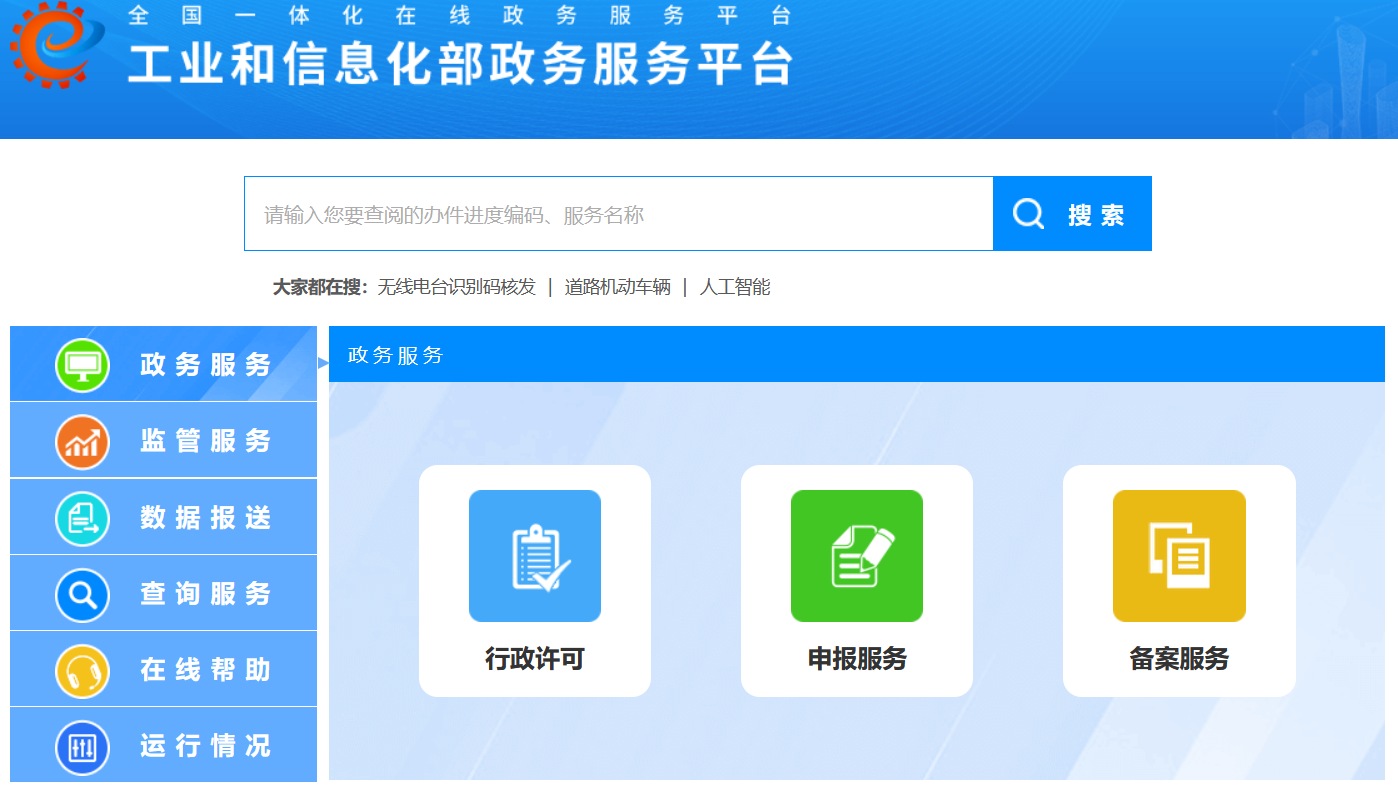 全国一体化在线政务服务平台
工业和信息化部政务服务平台
请输入您要查阅的办件进度编码、服务名称
搜索
大家都在搜：无线电台识别码核发 | 道路机动车辆 | 人工智能
政务服务
监管服务
数据报送
查询服务
在线帮助
运行情况
政务服务
行政许可
申报服务
备案服务